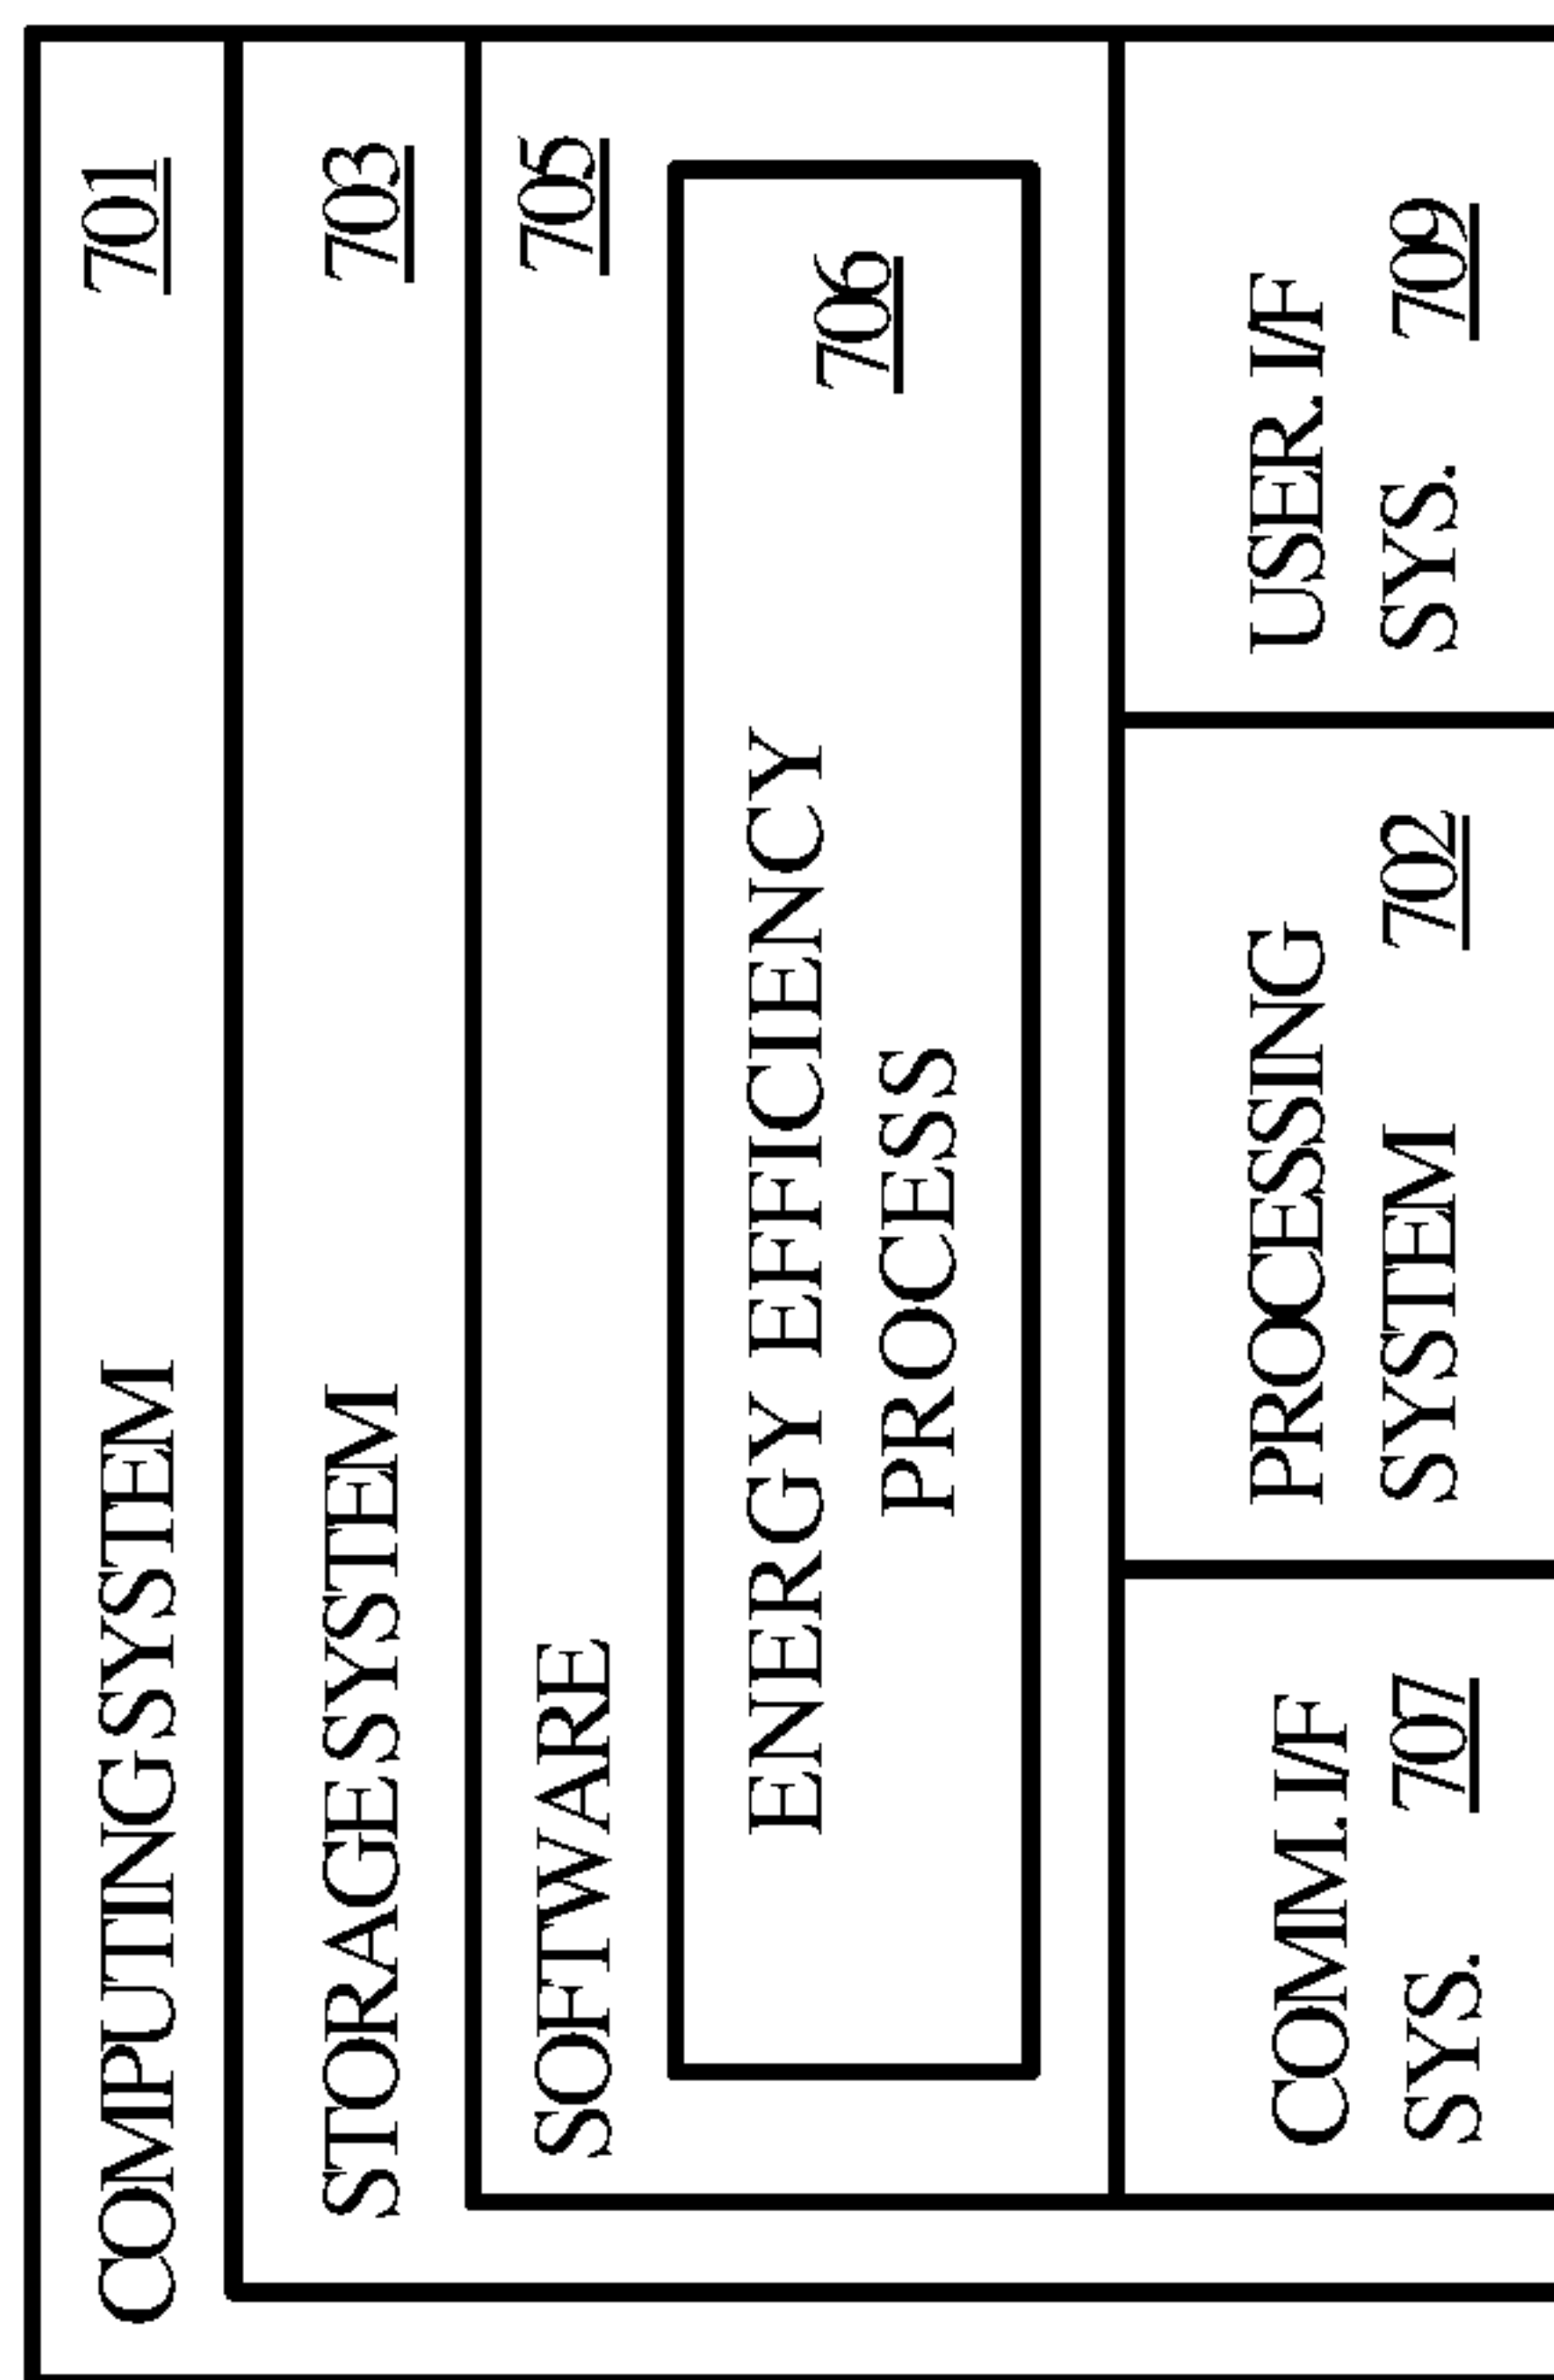 COMPUTING SYSTEM 701
STORAGE SYSTEM 703
SOFTWARE 705
ENERGY EFFICIENCY
PROCESS 706
COMM. I/F
SYS. 707
PROCESSING
SYSTEM 702
USER. I/F
SYS. 709